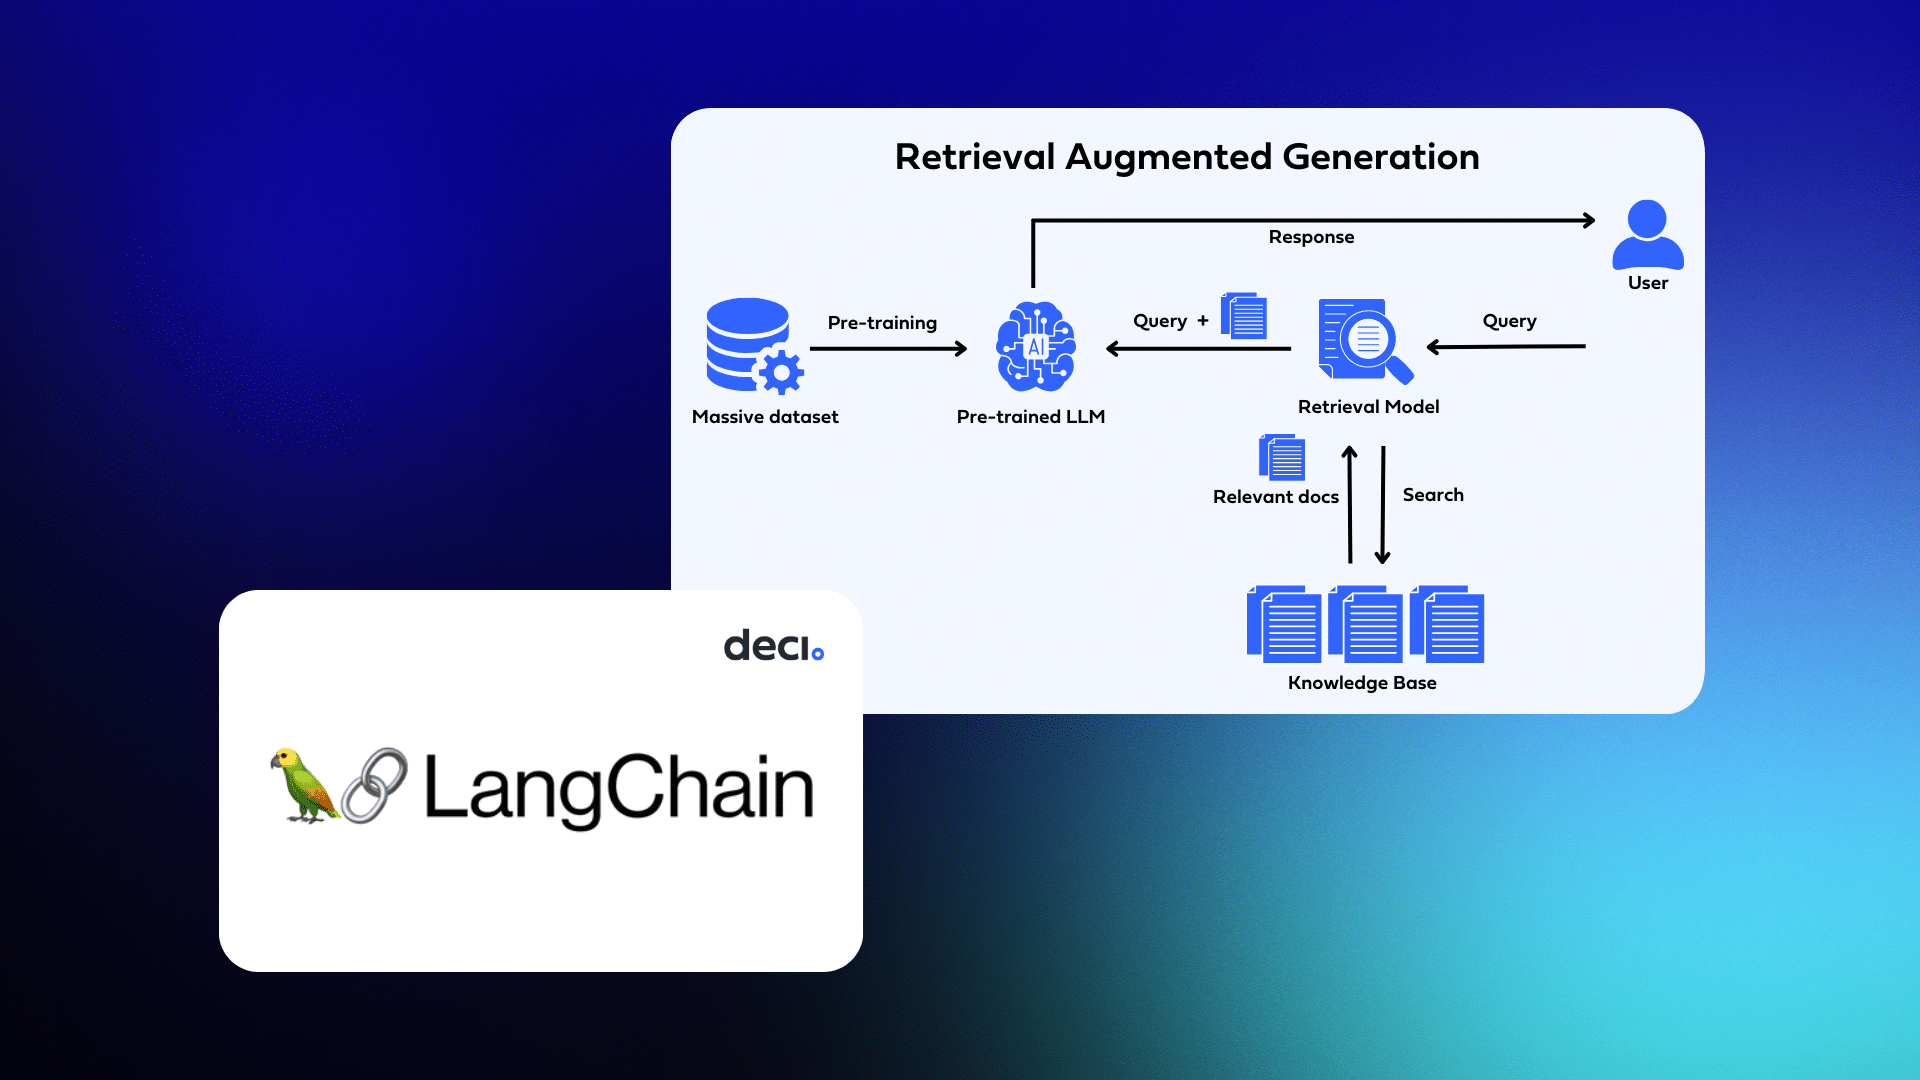 Retrieval Augmented Generation
Response
User
Pre-training
Query +
Query
AI
Massive dataset
Pre-trained LLM
Retrieval Model
Relevant docs
Search
Knowledge Base
deci
LangChain